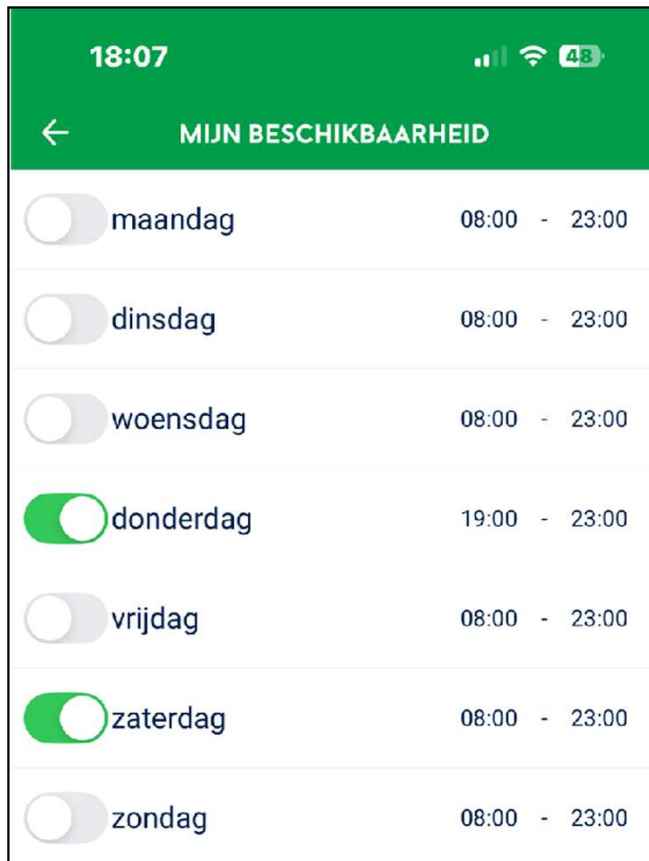 18:07 48
MIJN BESCHIKBAARHEID
maandag 08:00 - 23:00
dinsdag 08:00 - 23:00
woensdag 08:00 - 23:00
donderdag 19:00 - 23:00
vrijdag 08:00 - 23:00
zaterdag 08:00 - 23:00
zondag 08:00 - 23:00